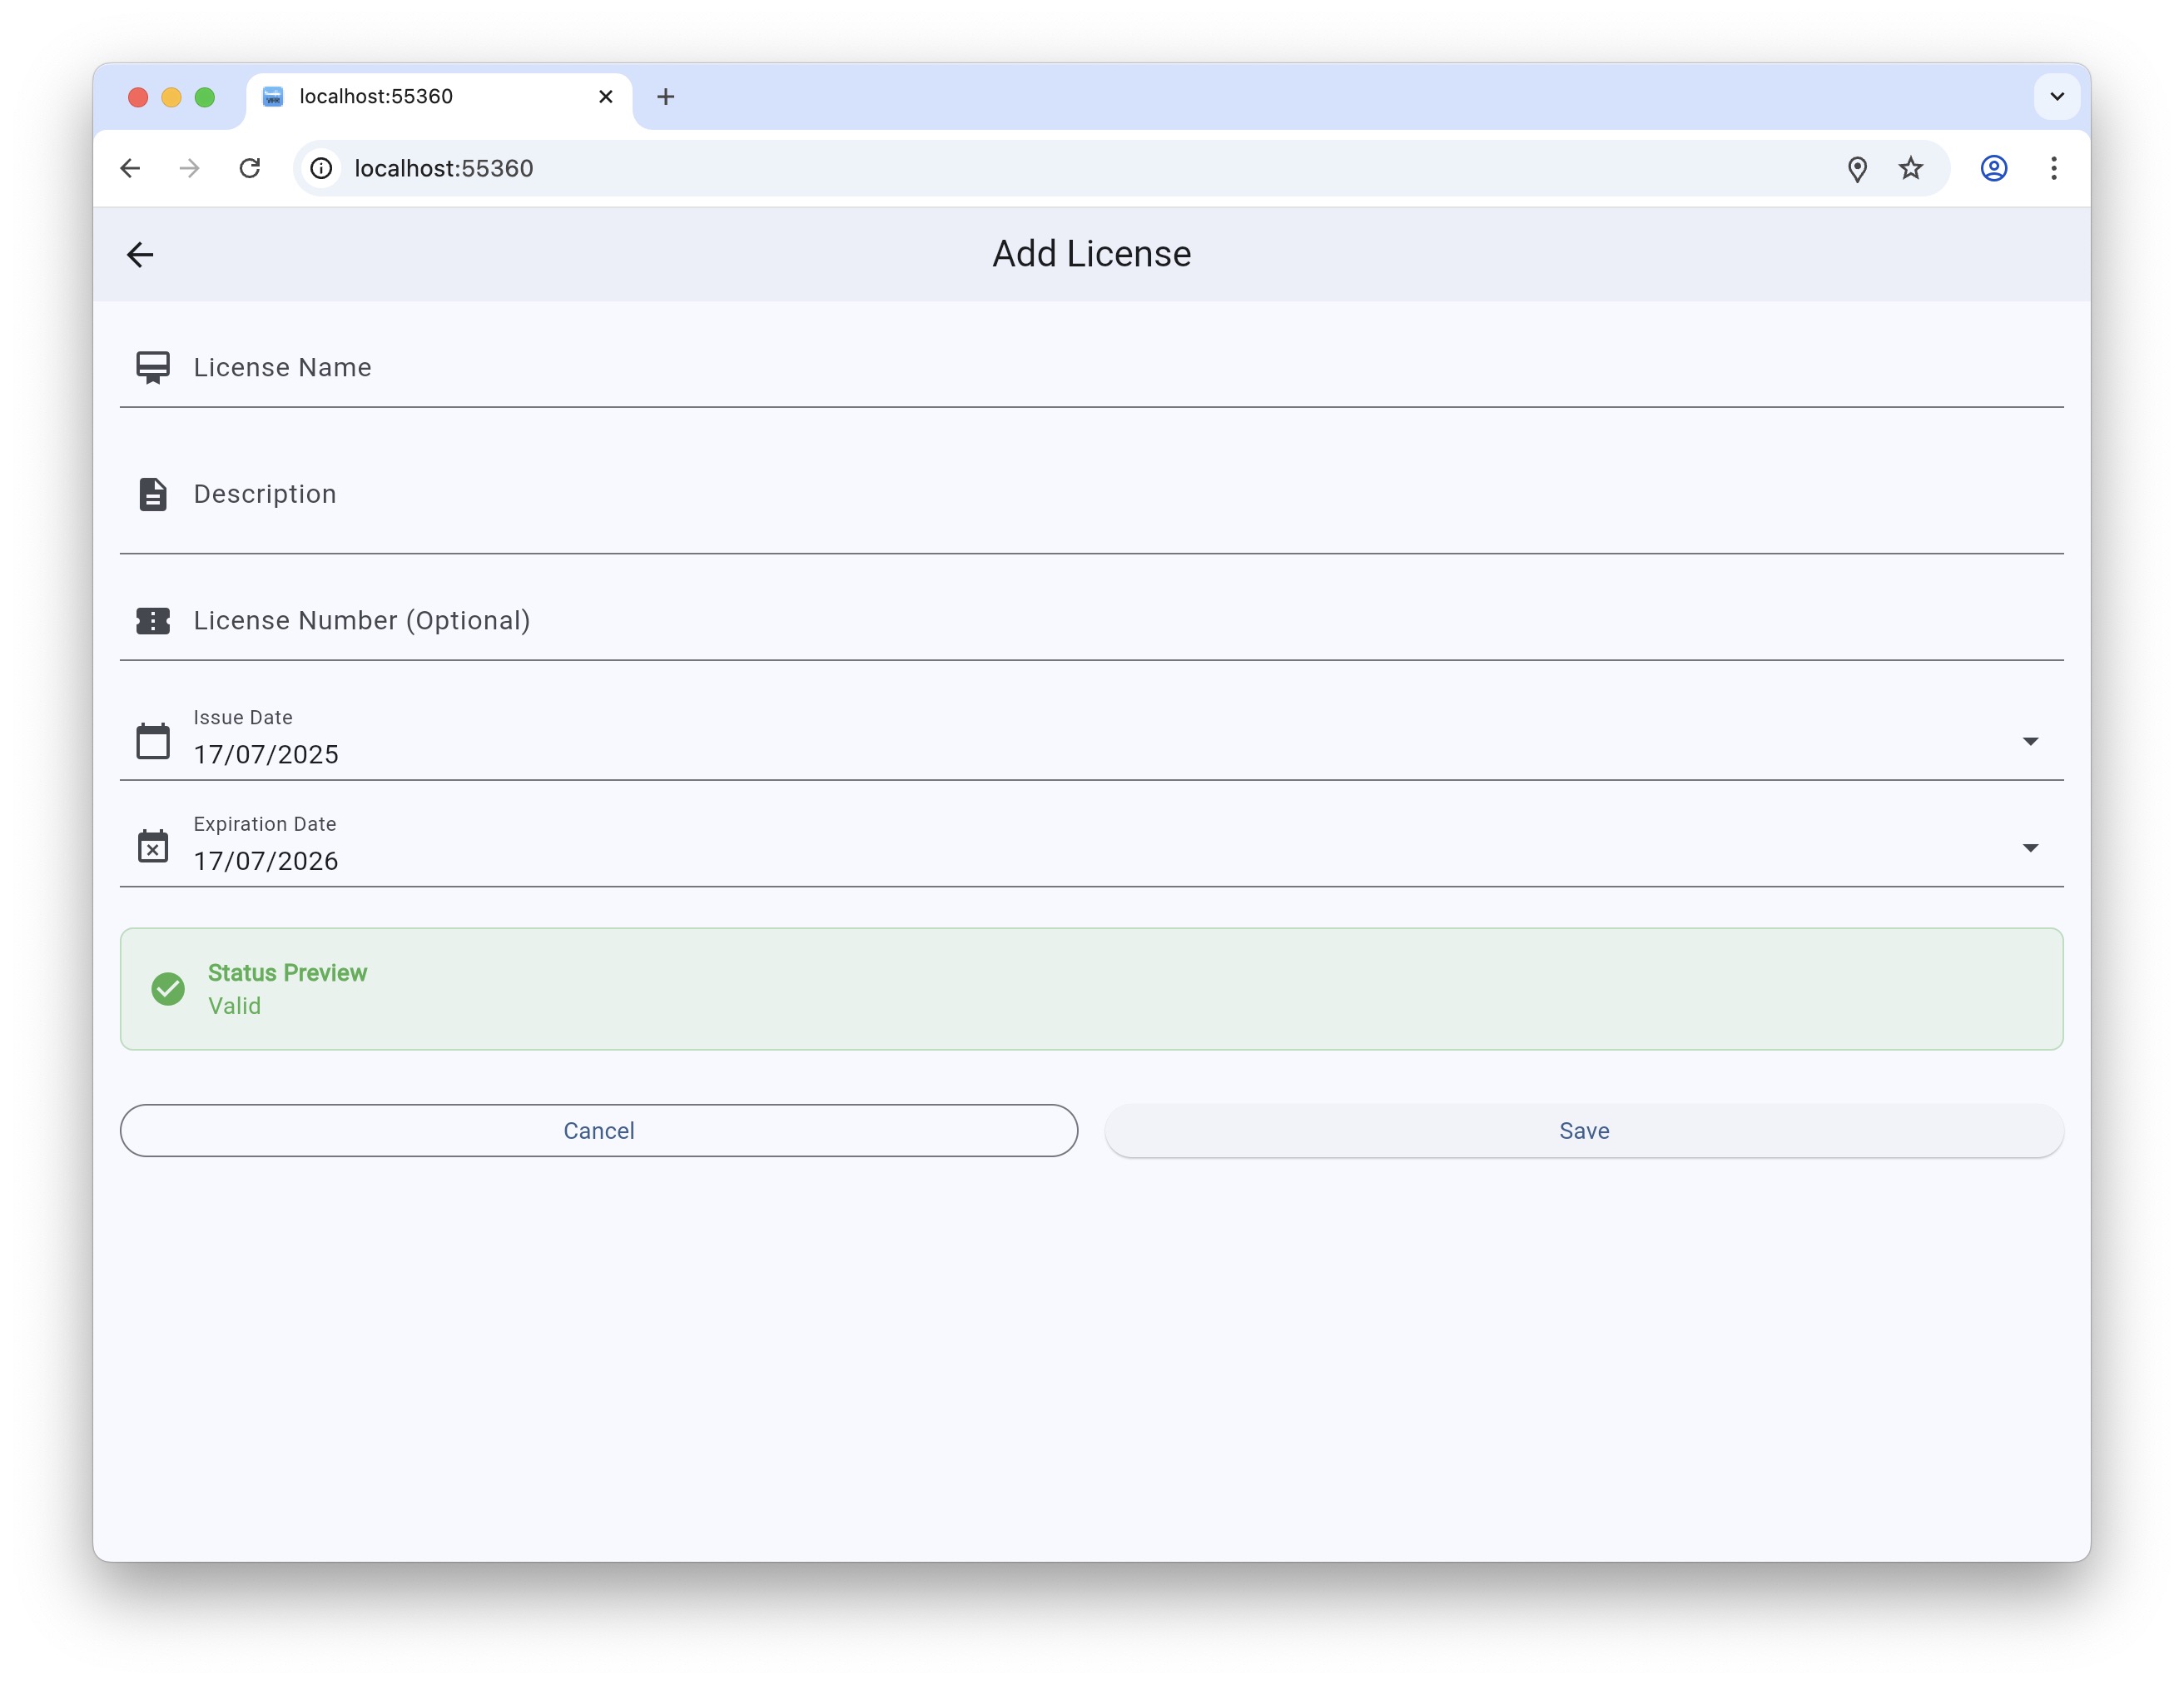 localhost:55360
localhost:55360
Add License
License Name
Description
License Number (Optional)
Issue Date
17/07/2025
Expiration Date
17/07/2026
Status Preview
Valid
Cancel
Save